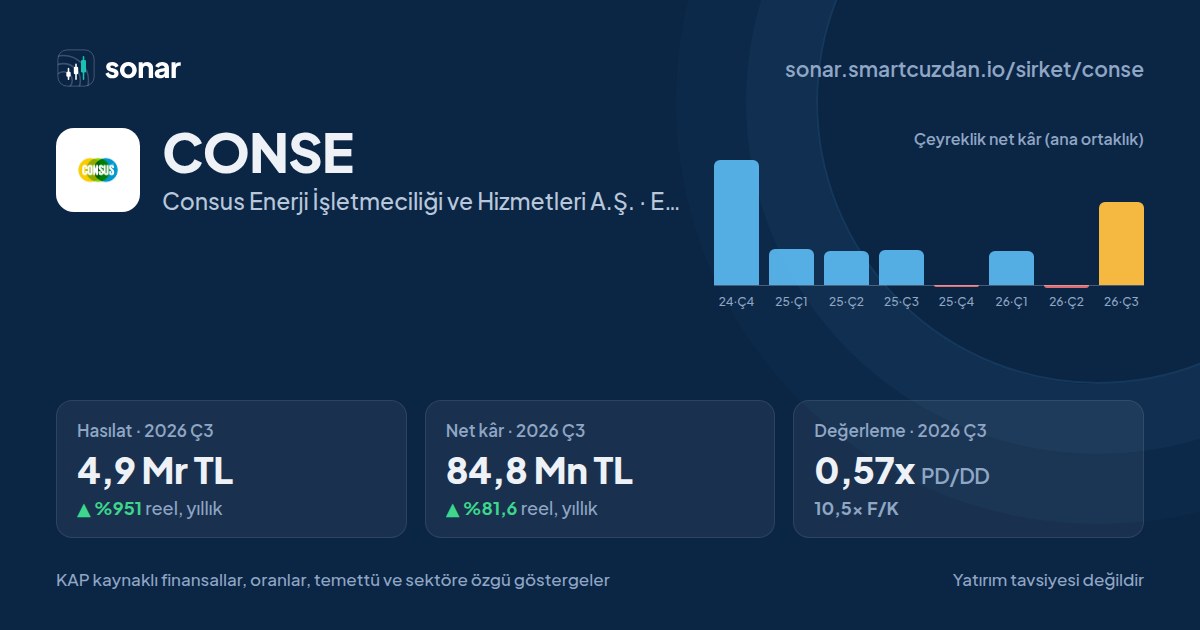 sonar
sonar.smartcuzdan.io/sirket/conse
CONSUS
CONSE
Consus Enerji İşletmeciliği ve Hizmetleri A.Ş. · E...
Çeyreklik net kâr (ana ortaklık)
24·Ç4 25·Ç1 25·Ç2 25·Ç3 25·Ç4 26·Ç1 26·Ç2 26·Ç3
Hasılat · 2026 Ç3
4,9 Mr TL
▲ %951 reel, yıllık
Net kâr · 2026 Ç3
84,8 Mn TL
▲ %81,6 reel, yıllık
Değerleme · 2026 Ç3
0,57x PD/DD
10,5× F/K
KAP kaynaklı finansallar, oranlar, temettü ve sektöre özgü göstergeler
Yatırım tavsiyesi değildir